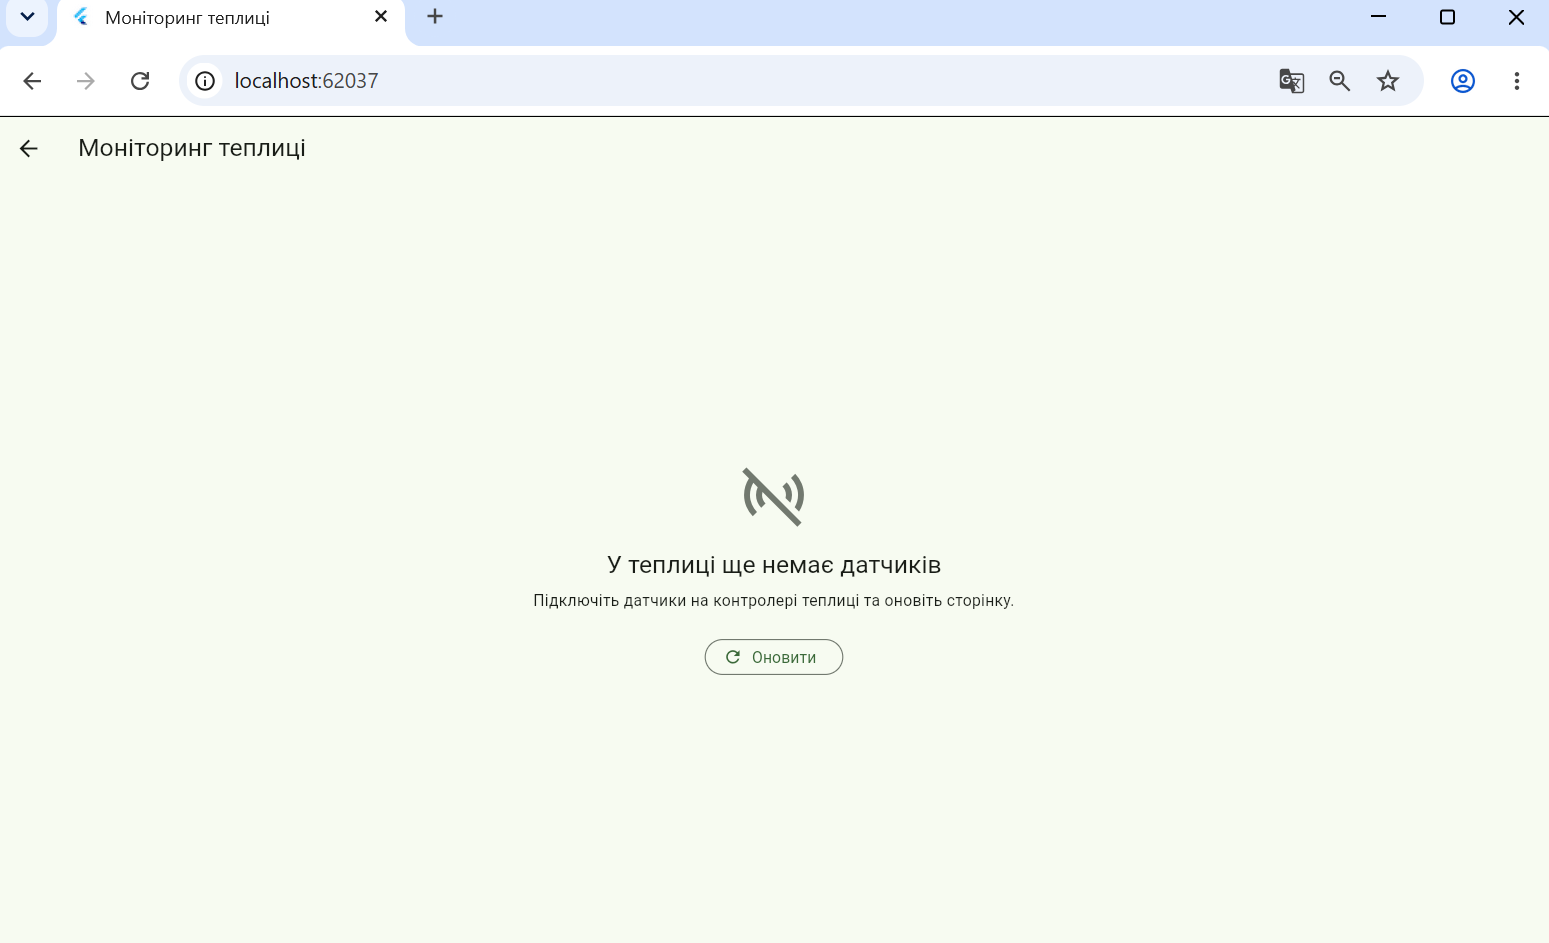 Моніторинг теплиці
localhost:62037
Моніторинг теплиці
У теплиці ще немає датчиків
Підключіть датчики на контролері теплиці та оновіть сторінку.
Оновити